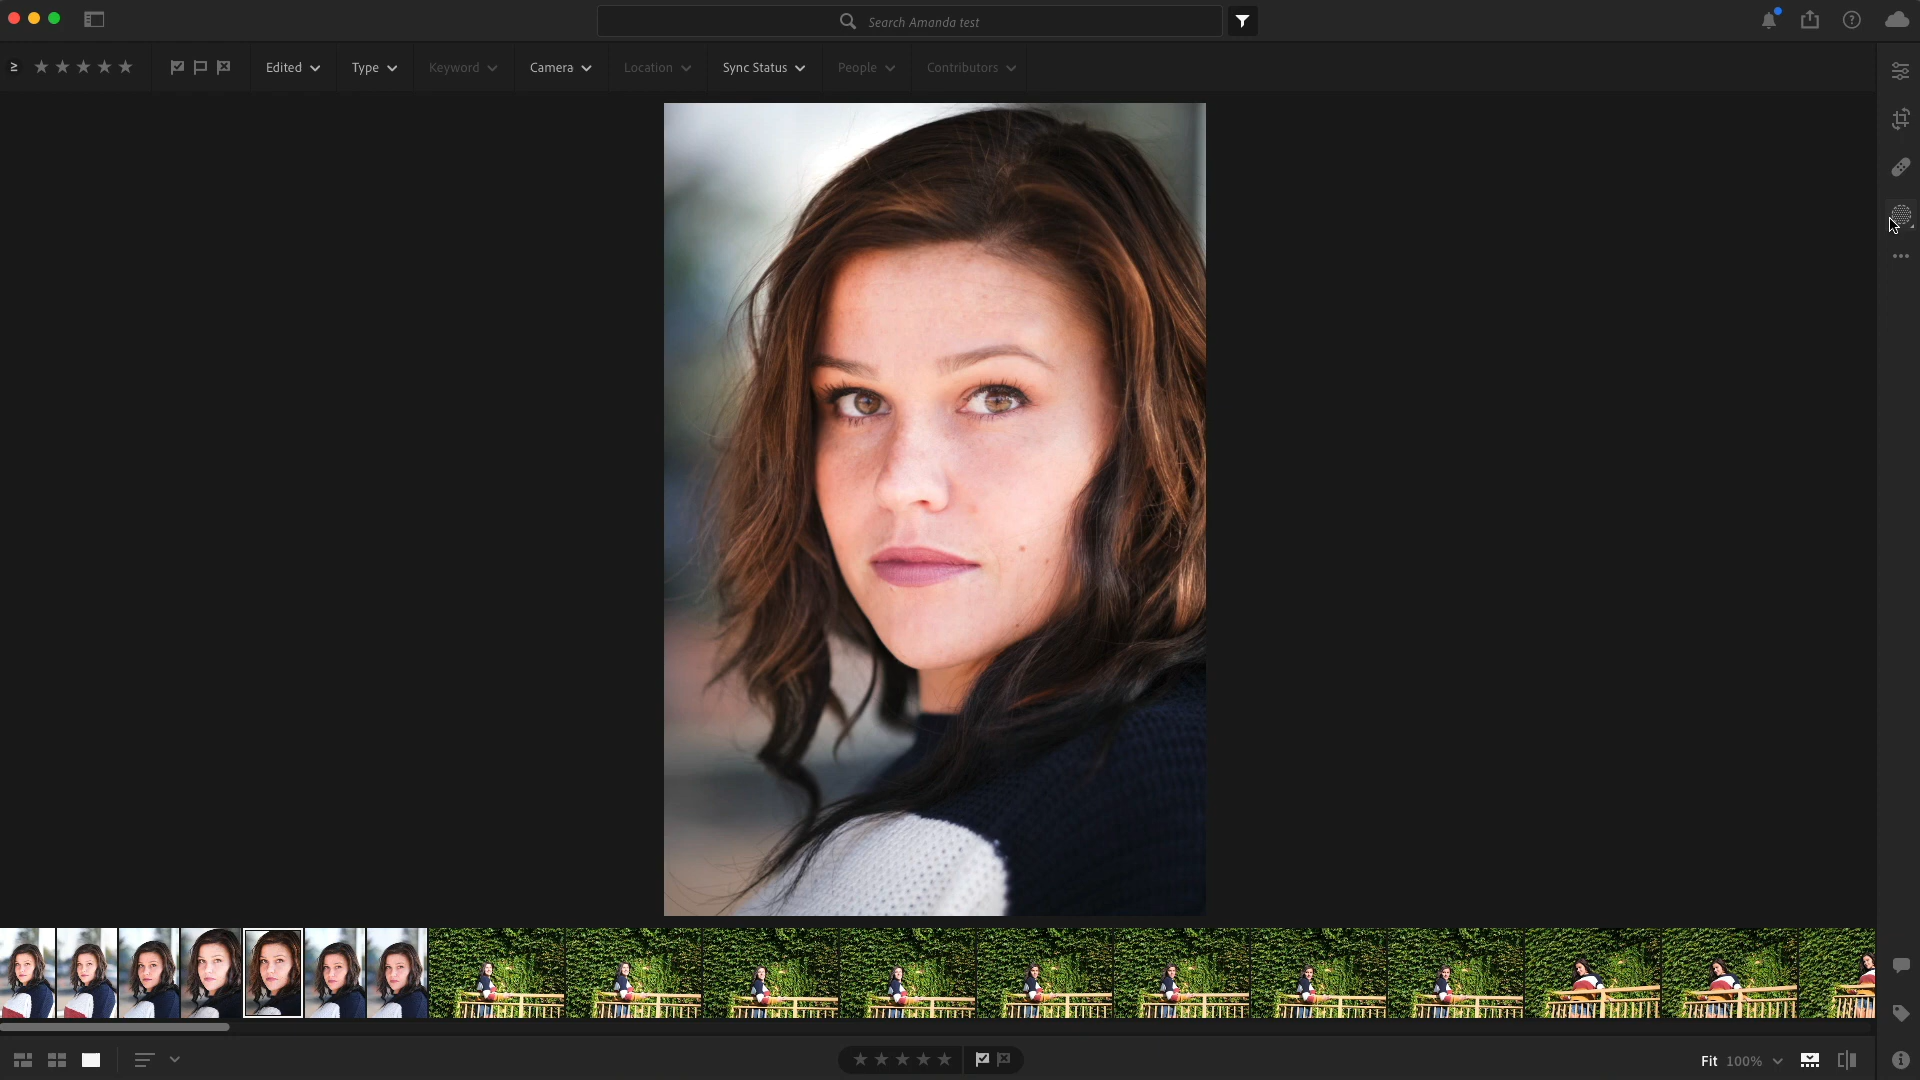 Search Amanda test
≥
Edited
Type
Keyword
Camera
Location
Sync Status
People
Contributors
Fit 100%